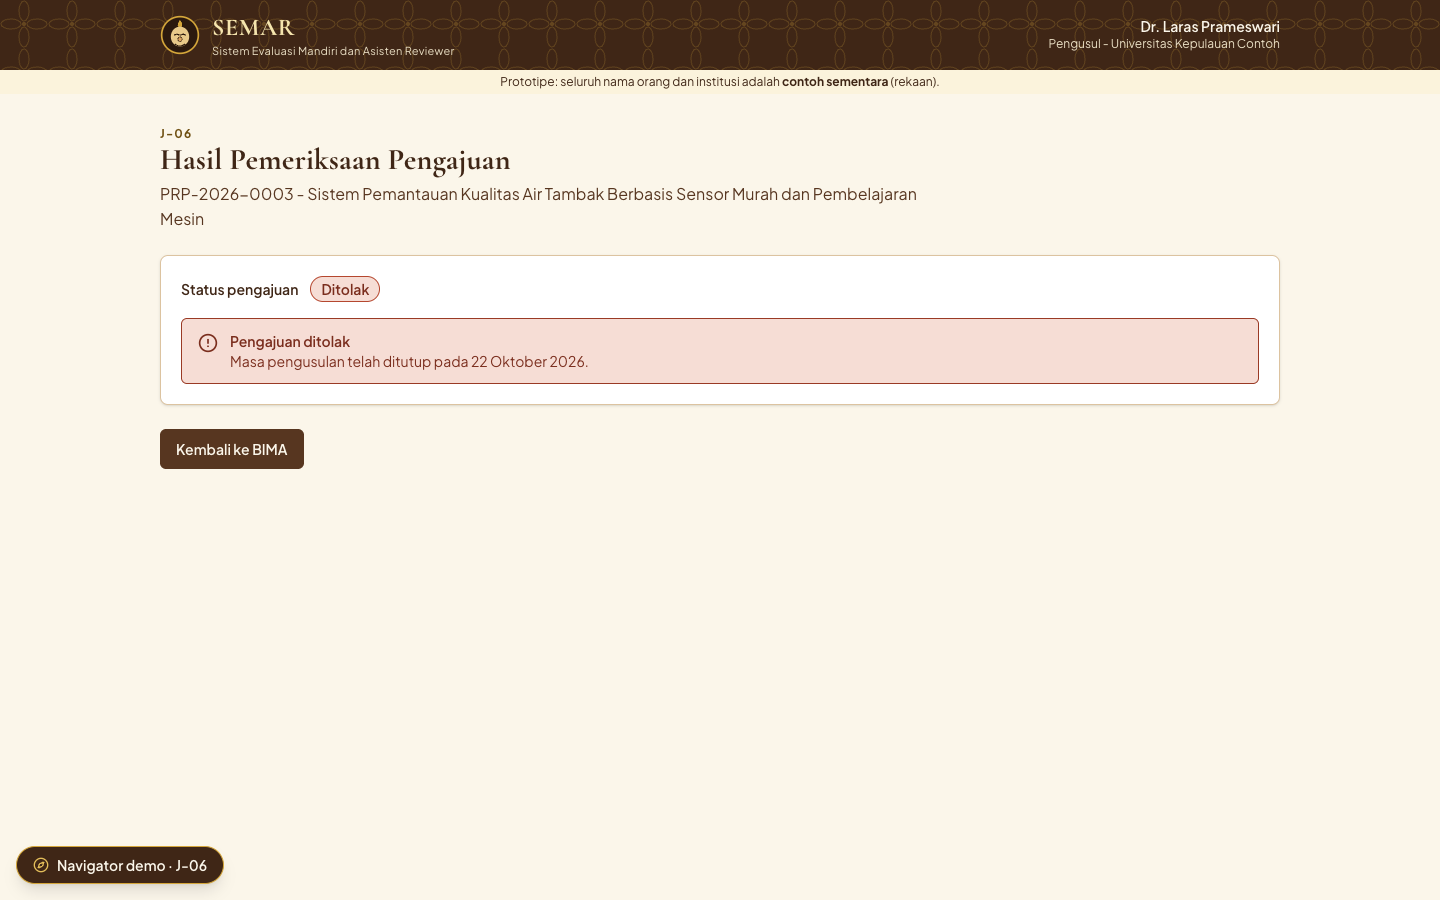 SEMAR
Sistem Evaluasi Mandiri dan Asisten Reviewer
Dr. Laras Prameswari
Pengusul - Universitas Kepulauan Contoh
Prototipe: seluruh nama orang dan institusi adalah contoh sementara (rekaan).
J-06
Hasil Pemeriksaan Pengajuan
PRP-2026-0003 - Sistem Pemantauan Kualitas Air Tambak Berbasis Sensor Murah dan Pembelajaran
Mesin
Status pengajuan Ditolak
Pengajuan ditolak
Masa pengusulan telah ditutup pada 22 Oktober 2026.
Kembali ke BIMA
Navigator demo · J-06